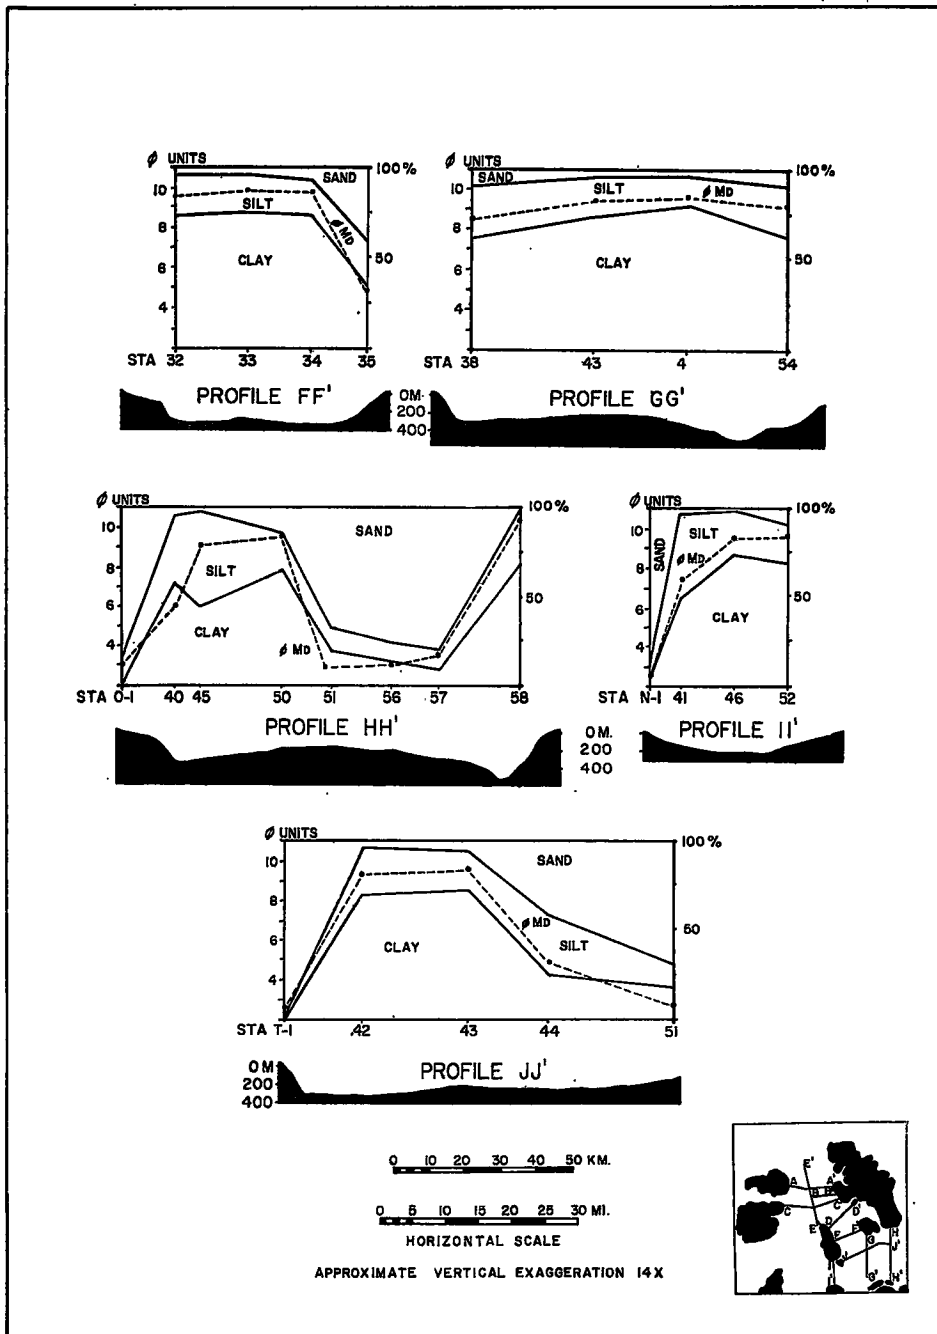 ø UNITS
100%
SAND
10
SILT
8
ø MD
CLAY
50
6
4
STA 32 33 34 35
PROFILE FF'
ø UNITS
100%
SAND
10
SILT
ø MD
8
CLAY
50
6
4
STA 38 43 4 54
PROFILE GG'
OM.
200
400
ø UNITS
100%
10
SAND
8
SILT
6
50
CLAY
4
ø MD
STA O-1 40 45 50 51 56 57 58
PROFILE HH'
ø UNITS
100%
10
SAND
SILT
ø MD
8
6
50
CLAY
4
STA N-1 41 46 52
PROFILE II'
OM.
200
400
ø UNITS
100%
10
SAND
8
ø MD
50
6
CLAY
SILT
4
STA T-1 42 43 44 51
PROFILE JJ'
OM
200
400
0 10 20 30 40 50 KM.
0 5 10 15 20 25 30 MI.
HORIZONTAL SCALE
APPROXIMATE VERTICAL EXAGGERATION 14X
E'
A
A'
B
C
C'
D
D'
E
F
G
H
J'
G'
H'